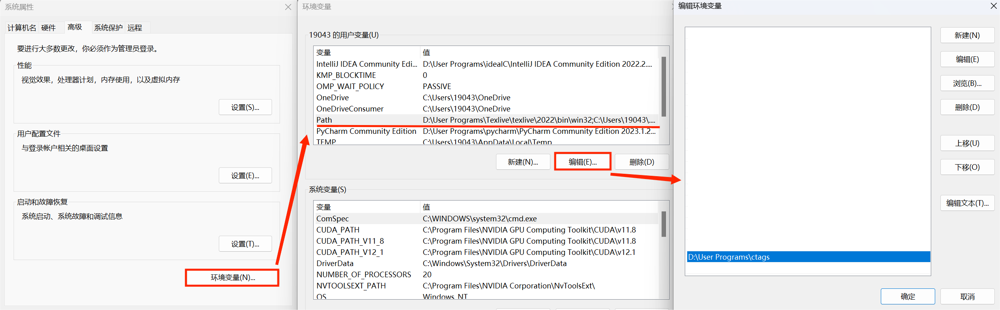 系统属性
计算机名 硬件 高级 系统保护 远程
要进行大多数更改，你必须作为管理员登录。
性能
视觉效果，处理器计划，内存使用，以及虚拟内存
设置(S)...
用户配置文件
与登录帐户相关的桌面设置
设置(E)...
启动和故障恢复
系统启动、系统故障和调试信息
设置(T)...
环境变量(N)...
环境变量
19043 的用户变量(U)
变量 值
IntelliJ IDEA Community Edi... D:\User Programs\idealC\IntelliJ IDEA Community Edition 2022.2....
KMP_BLOCKTIME 0
OMP_WAIT_POLICY PASSIVE
OneDrive C:\Users\19043\OneDrive
OneDriveConsumer C:\Users\19043\OneDrive
Path D:\User Programs\Texlive\texlive\2022\bin\win32;C:\Users\19043\....
PyCharm Community Edition D:\User Programs\pycharm\PyCharm Community Edition 2023.1.2...
TEMP C:\Users\19043\AppData\Local\Temp
新建(N)... 编辑(E)... 删除(D)
系统变量(S)
变量 值
ComSpec C:\WINDOWS\system32\cmd.exe
CUDA_PATH C:\Program Files\NVIDIA GPU Computing Toolkit\CUDA\v11.8
CUDA_PATH_V11_8 C:\Program Files\NVIDIA GPU Computing Toolkit\CUDA\v11.8
CUDA_PATH_V12_1 C:\Program Files\NVIDIA GPU Computing Toolkit\CUDA\v12.1
DriverData C:\Windows\System32\Drivers\DriverData
NUMBER_OF_PROCESSORS 20
NVTOOLSEXT_PATH C:\Program Files\NVIDIA Corporation\NvToolsExt\
OS Windows_NT
编辑环境变量
新建(N)
编辑(E)
浏览(B)...
删除(D)
上移(U)
下移(O)
编辑文本(T)...
D:\User Programs\ctags
确定 取消